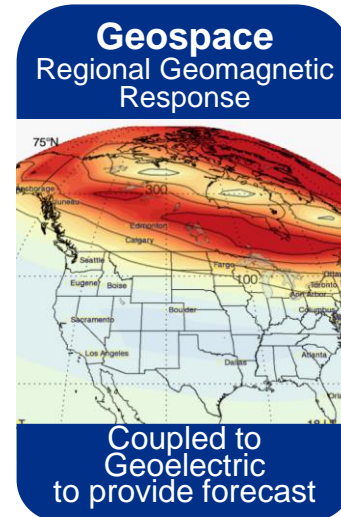 Geospace
Regional Geomagnetic
Response
75°N
Anchorage
Juneau
300
Edmonton
Calgary
Seattle
Fargo
100
Ottawa
Toronto
Eugene
Boise
Ann Arbor
Sacramento
Boulder
Columbus
Los Angeles
Dallas
Atlanta
Coupled to
Geoelectric
to provide forecast